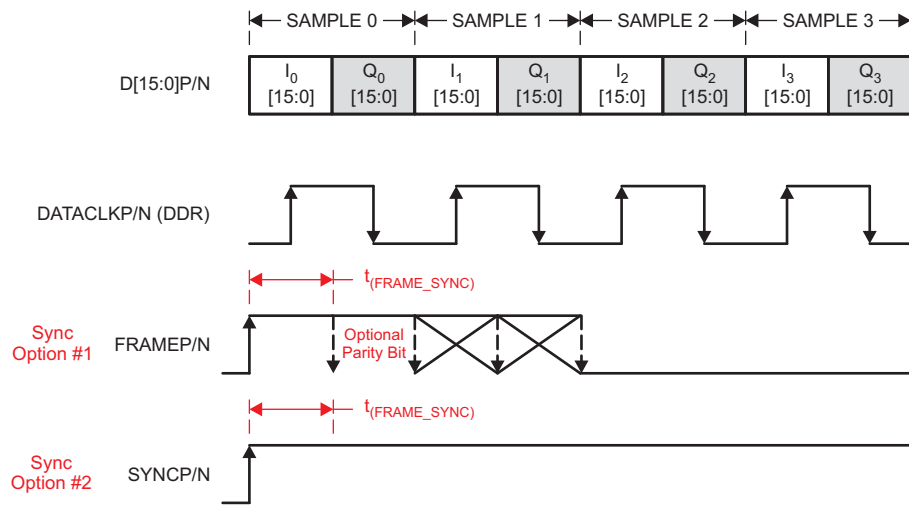 SAMPLE 0 SAMPLE 1 SAMPLE 2 SAMPLE 3
D[15:0]P/N
I0 Q0 I1 Q1 I2 Q2 I3 Q3
[15:0] [15:0] [15:0] [15:0] [15:0] [15:0] [15:0] [15:0]
DATACLKP/N (DDR)
t(FRAME_SYNC)
Sync
Option #1
FRAMEP/N
Optional
Parity Bit
t(FRAME_SYNC)
Sync
Option #2
SYNCP/N